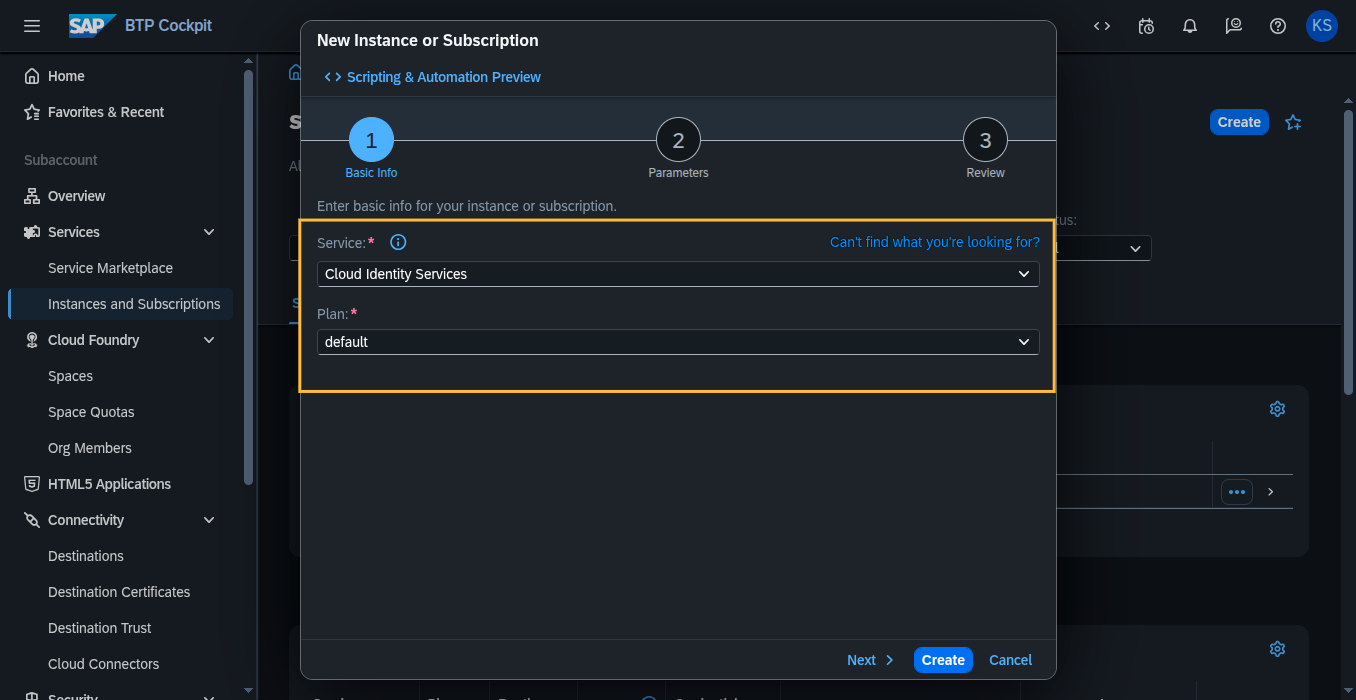 SAP BTP Cockpit
KS
Home
Favorites & Recent
Subaccount
Overview
Services
Service Marketplace
Instances and Subscriptions
Cloud Foundry
Spaces
Space Quotas
Org Members
HTML5 Applications
Connectivity
Destinations
Destination Certificates
Destination Trust
Cloud Connectors
Security
Create
New Instance or Subscription
Scripting & Automation Preview
1
Basic Info
2
Parameters
3
Review
Enter basic info for your instance or subscription.
Service:*
Can't find what you're looking for?
Cloud Identity Services
Plan:*
default
Next
Create
Cancel